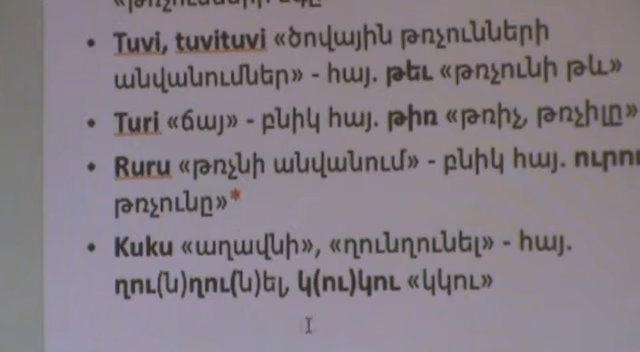 • Tuvi, tuvituvi «ծովային թռչունների
անվանումներ» - հայ. թեւ «թռչունի թև»
• Turi «ճայ» - բնիկ հայ. թիռ «թռիչ, թռչիլը»
• Ruru «թռչնի անվանում» - բնիկ հայ.
թռչունը»*
• Kuku «աղավնի», «ղունղունել» - հայ.
ղու(ն)ղու(ն)ել, կ(ու)կու «կկու»